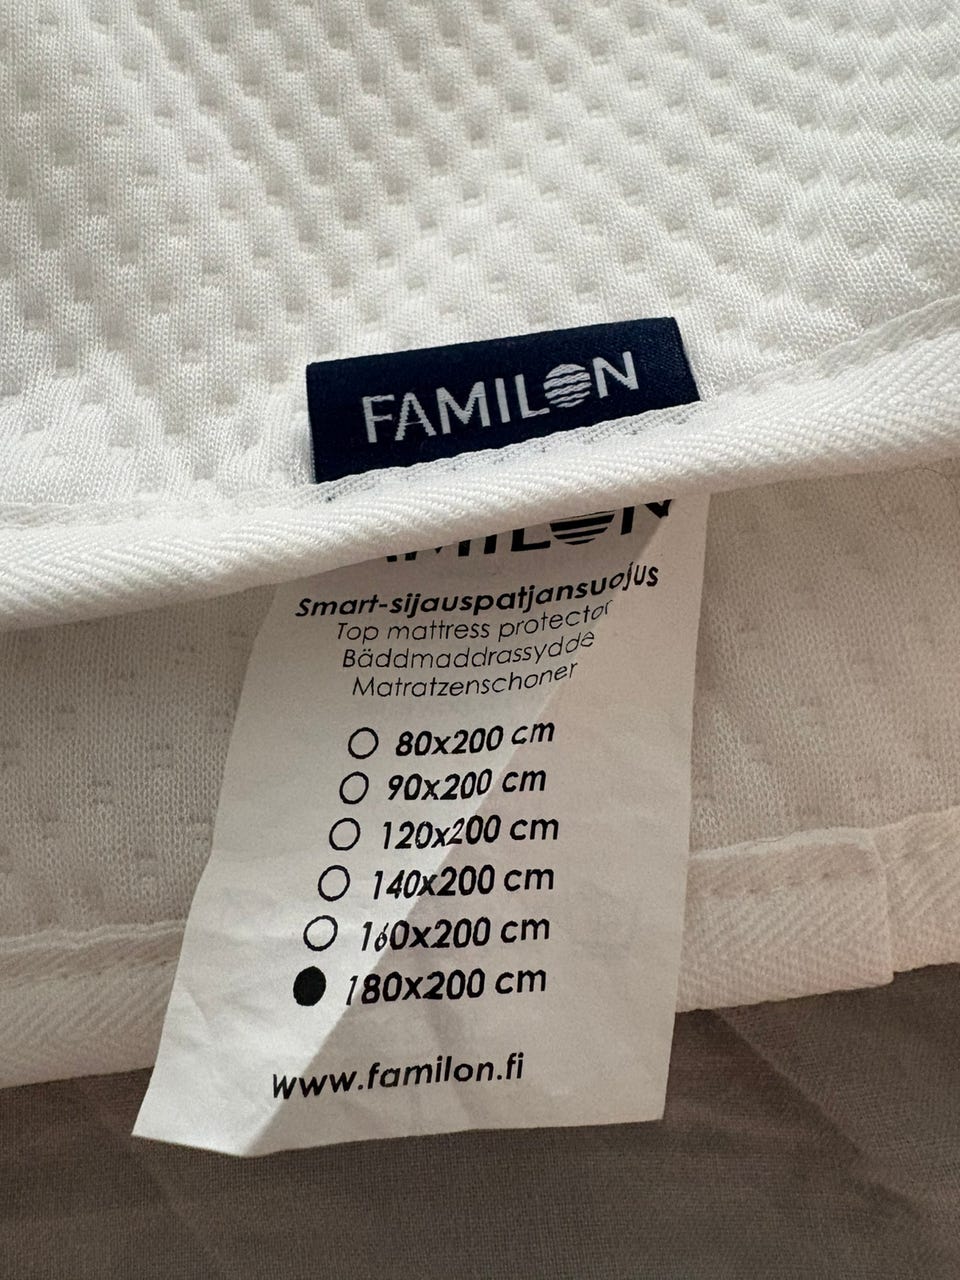 FAMILON
Smart-sijauspatjansuojus
Top mattress protector
Bäddmaddrassydde
Matratzenschoner
80x200 cm
90x200 cm
120x200 cm
140x200 cm
160x200 cm
180x200 cm
www.familon.fi